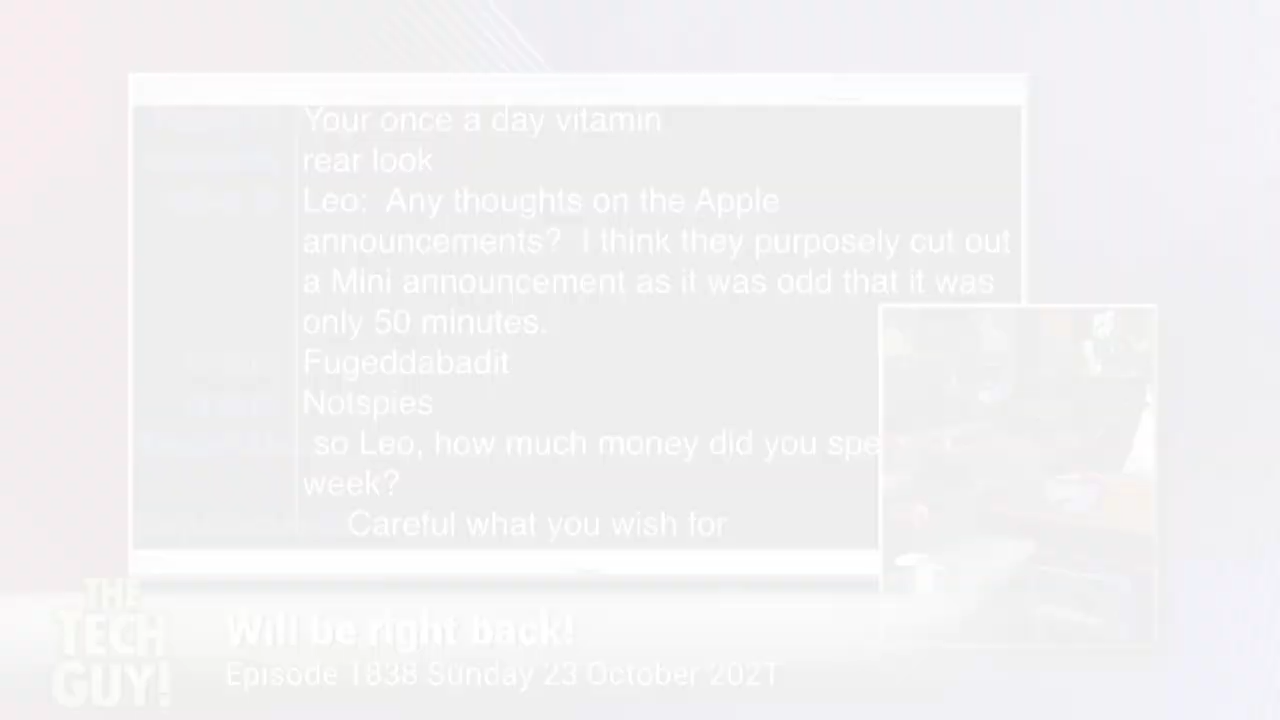 Your once a day vitamin
rear look
Leo:  Any thoughts on the Apple
announcements?  I think they purposely cut out
a Mini announcement as it was odd that it was
only 50 minutes.
Fugeddabadit
Notspies
so Leo, how much money did you spe
week?
Careful what you wish for
THE
TECH
GUY!
Will be right back!
Episode 1838 Sunday 23 October 2021